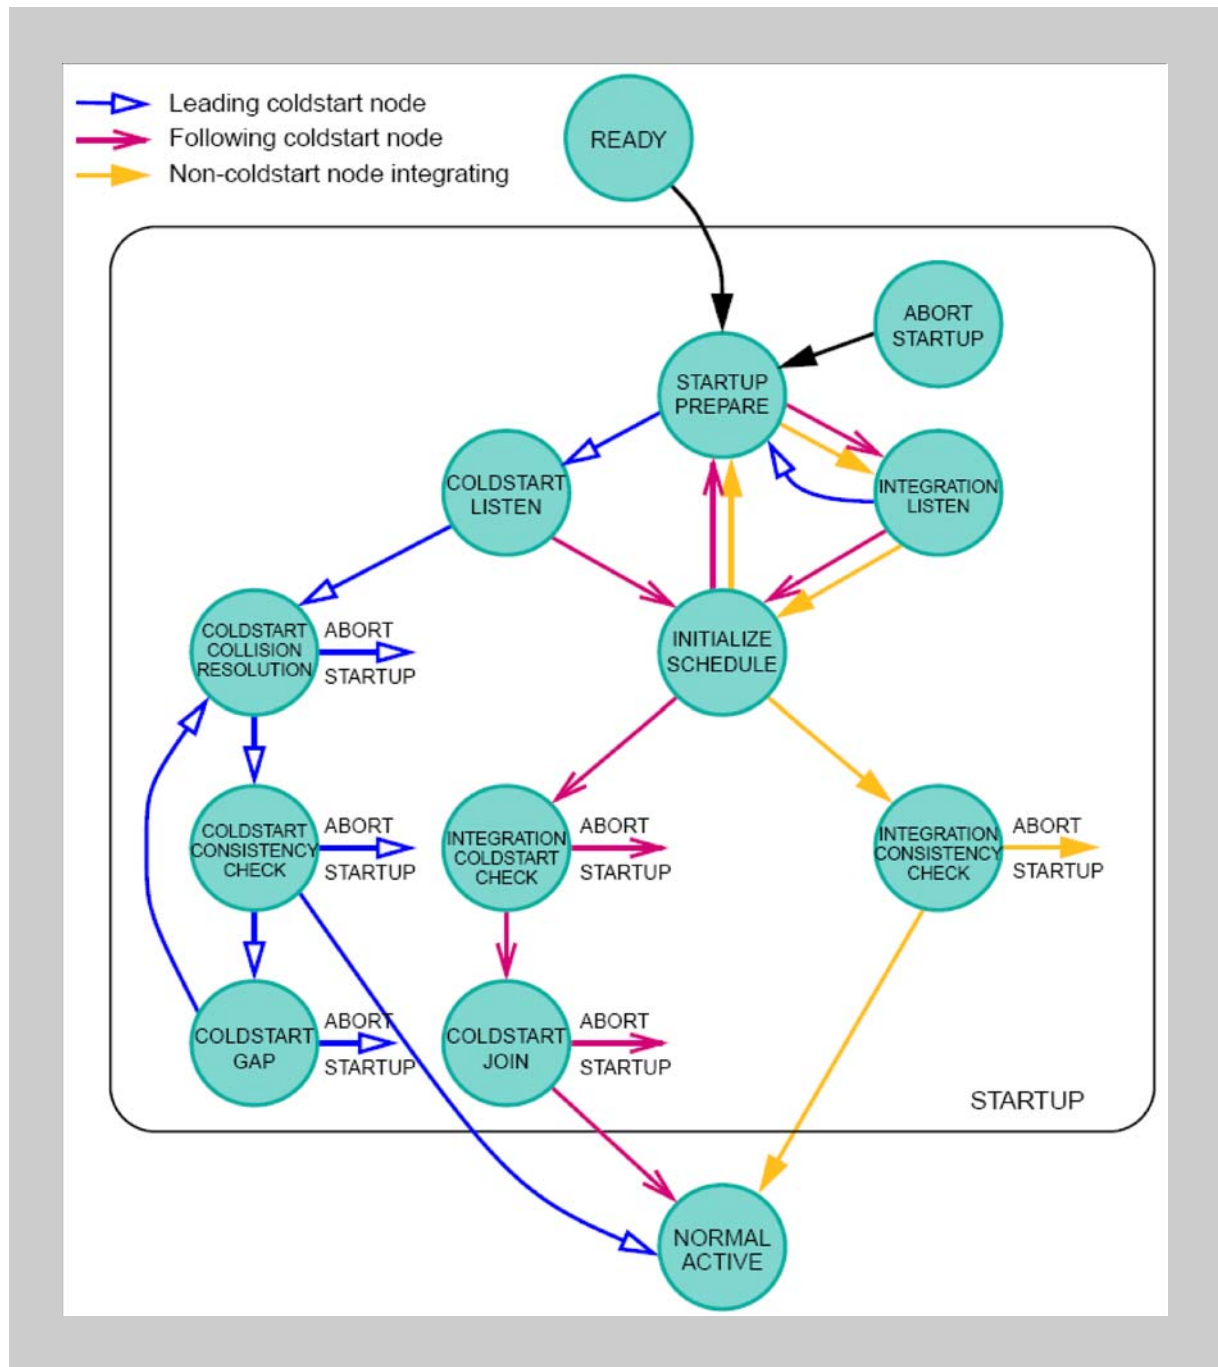 Leading coldstart node
Following coldstart node
Non-coldstart node integrating
READY
ABORT
STARTUP
STARTUP
PREPARE
COLDSTART
LISTEN
INTEGRATION
LISTEN
COLDSTART
COLLISION
RESOLUTION
ABORT
STARTUP
INITIALIZE
SCHEDULE
COLDSTART
CONSISTENCY
CHECK
ABORT
STARTUP
INTEGRATION
COLDSTART
CHECK
ABORT
STARTUP
INTEGRATION
CONSISTENCY
CHECK
ABORT
STARTUP
COLDSTART
GAP
ABORT
STARTUP
COLDSTART
JOIN
ABORT
STARTUP
STARTUP
NORMAL
ACTIVE